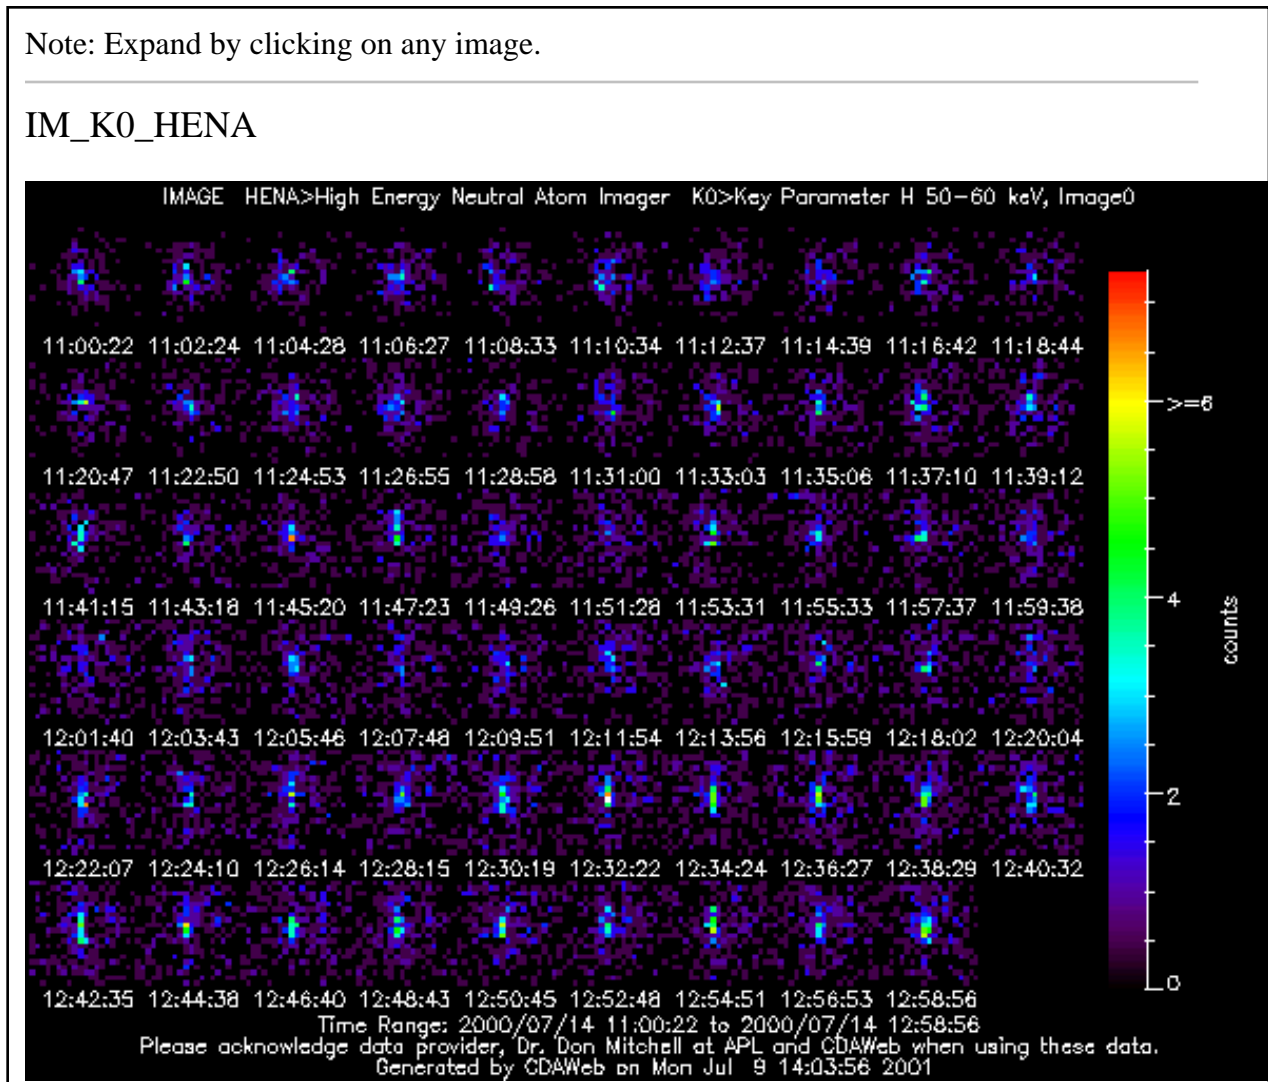 Note: Expand by clicking on any image.
IM_K0_HENA
IMAGE HENA>High Energy Neutral Atom Imager K0>Key Parameter H 50-60 keV, Image0
11:00:22 11:02:24 11:04:28 11:06:27 11:08:33 11:10:34 11:12:37 11:14:39 11:16:42 11:18:44
>=6
11:20:47 11:22:50 11:24:53 11:26:55 11:28:58 11:31:00 11:33:03 11:35:06 11:37:10 11:39:12
11:41:15 11:43:18 11:45:20 11:47:23 11:49:26 11:51:28 11:53:31 11:55:33 11:57:37 11:59:38
4
counts
12:01:40 12:03:43 12:05:46 12:07:48 12:09:51 12:11:54 12:13:56 12:15:59 12:18:02 12:20:04
2
12:22:07 12:24:10 12:26:14 12:28:15 12:30:19 12:32:22 12:34:24 12:36:27 12:38:29 12:40:32
0
12:42:35 12:44:38 12:46:40 12:48:43 12:50:45 12:52:48 12:54:51 12:56:53 12:58:56
Time Range: 2000/07/14 11:00:22 to 2000/07/14 12:58:56
Please acknowledge data provider, Dr. Don Mitchell at APL and CDAWeb when using these data.
Generated by CDAWeb on Mon Jul 9 14:03:56 2001